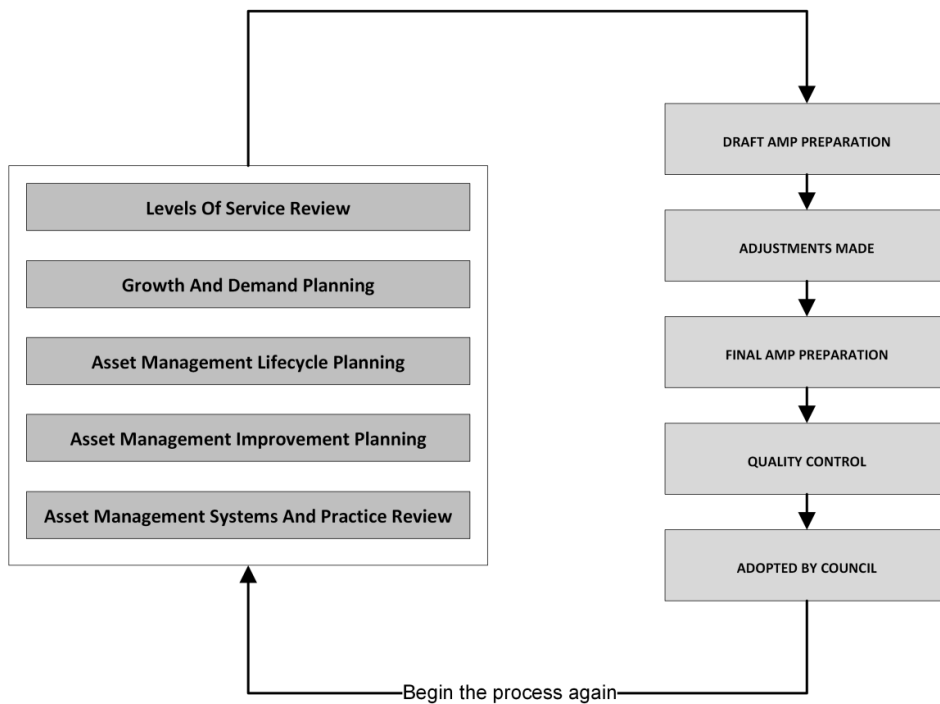 Levels Of Service Review
Growth And Demand Planning
Asset Management Lifecycle Planning
Asset Management Improvement Planning
Asset Management Systems And Practice Review
DRAFT AMP PREPARATION
ADJUSTMENTS MADE
FINAL AMP PREPARATION
QUALITY CONTROL
ADOPTED BY COUNCIL
Begin the process again